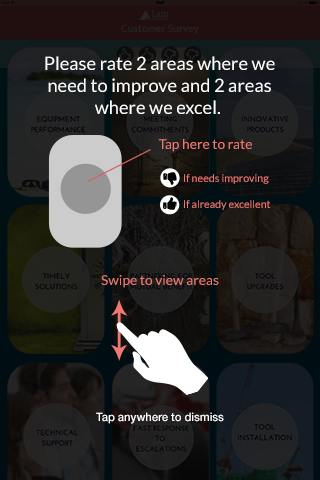 Lam
Customer Survey
Please rate 2 areas where we
need to improve and 2 areas
where we excel.
EQUIPMENT
PERFORMANCE
MEETING
COMMITMENTS
INNOVATIVE
PRODUCTS
Tap here to rate
If needs improving
If already excellent
TIMELY
SOLUTIONS
TOOL
UPGRADES
Swipe to view areas
Tap anywhere to dismiss
TECHNICAL
SUPPORT
FAST RESPONSE
TO
ESCALATIONS
TOOL
INSTALLATION